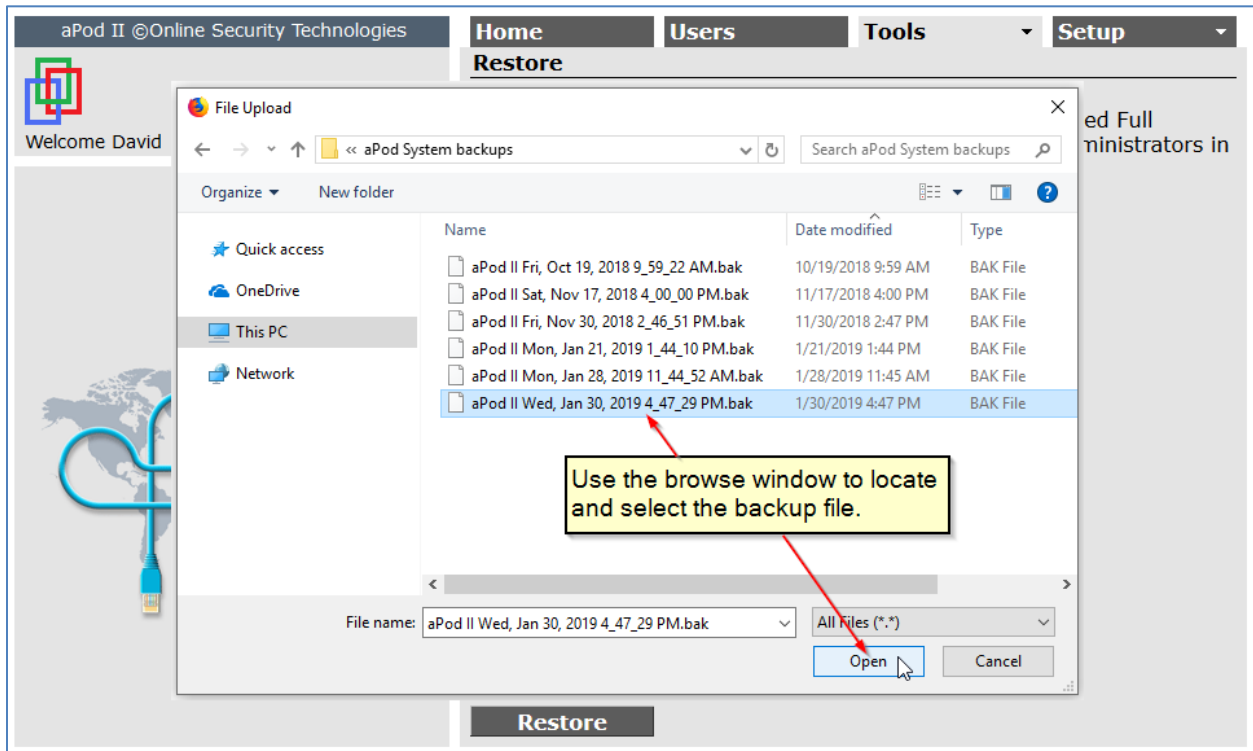 aPod II ©Online Security Technologies
Home Users Tools Setup
Restore
Welcome David
ed Full
ministrators in
File Upload
« aPod System backups
Search aPod System backups
Organize New folder
Name Date modified Type
Quick access
OneDrive
This PC
Network
aPod II Fri, Oct 19, 2018 9_59_22 AM.bak 10/19/2018 9:59 AM BAK File
aPod II Sat, Nov 17, 2018 4_00_00 PM.bak 11/17/2018 4:00 PM BAK File
aPod II Fri, Nov 30, 2018 2_46_51 PM.bak 11/30/2018 2:47 PM BAK File
aPod II Mon, Jan 21, 2019 1_44_10 PM.bak 1/21/2019 1:44 PM BAK File
aPod II Mon, Jan 28, 2019 11_44_52 AM.bak 1/28/2019 11:45 AM BAK File
aPod II Wed, Jan 30, 2019 4_47_29 PM.bak 1/30/2019 4:47 PM BAK File
Use the browse window to locate
and select the backup file.
File name: aPod II Wed, Jan 30, 2019 4_47_29 PM.bak All Files (*.*)
Open Cancel
Restore